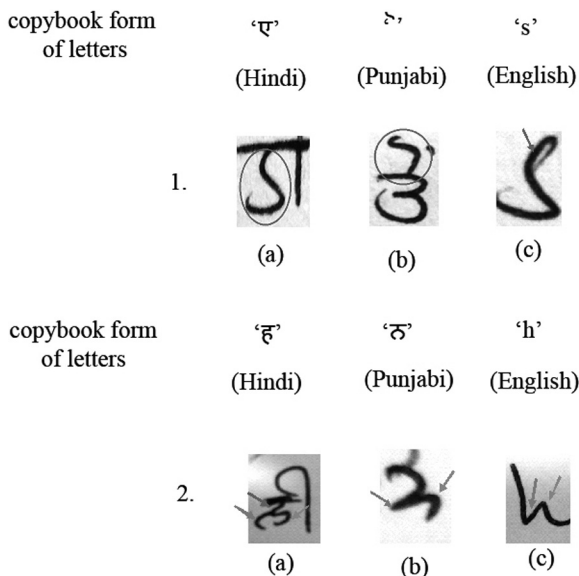 copybook form of letters
'ए' 's'
(Hindi) (Punjabi) (English)
1.
(a) (b) (c)
copybook form of letters
'ह' 'ਨ' 'h'
(Hindi) (Punjabi) (English)
2.
h
(a) (b) (c)